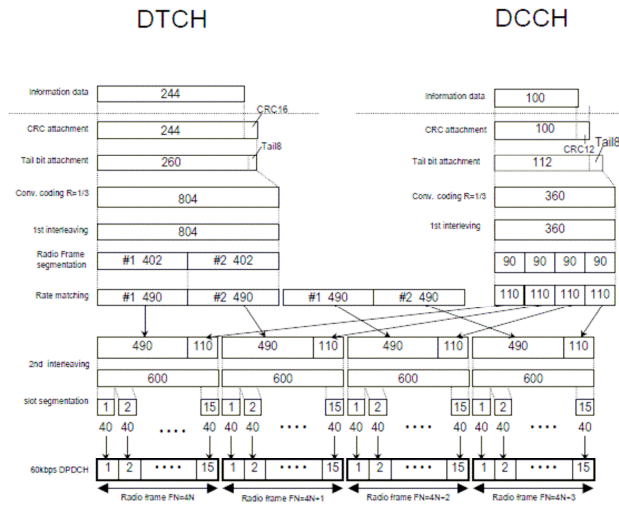 DTCH DCCH
Information data 244 Information data 100
CRC16
CRC attachment 244 CRC attachment 100
CRC12 Tail8
Tail8
Tail bit attachment 260 Tail bit attachment 112
Conv. coding R=1/3 804 Conv. coding R=1/3 360
1st interleaving 804 1st interleving 360
Radio Frame segmentation #1 402 #2 402 90 90 90 90
Rate matching #1 490 #2 490 #1 490 #2 490 110 110 110 110
490 110 490 110 490 110 490 110
2nd interleaving
600 600 600 600
slot segmentation 1 2 15 1 2 15 1 2 15 1 2 15
40 40 •••• 40 40 40 •••• 40 40 40 •••• 40 40 40 •••• 40
60kbps DPDCH 1 2 •••• 15 1 2 •••• 15 1 2 •••• 15 1 2 •••• 15
Radio frame FN=4N Radio frame FN=4N+1 Radio frame FN=4N+2 Radio frame FN=4N+3